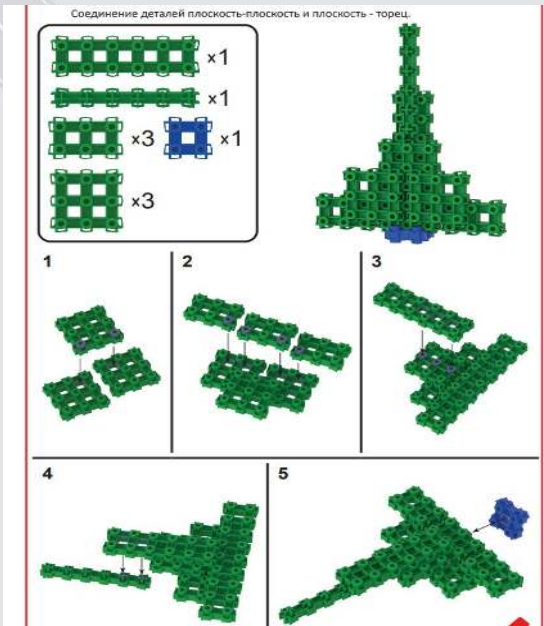 Соединение деталей плоскость-плоскость и плоскость - торец.
×1
×1
×3 ×1
×3
1 2 3
4 5